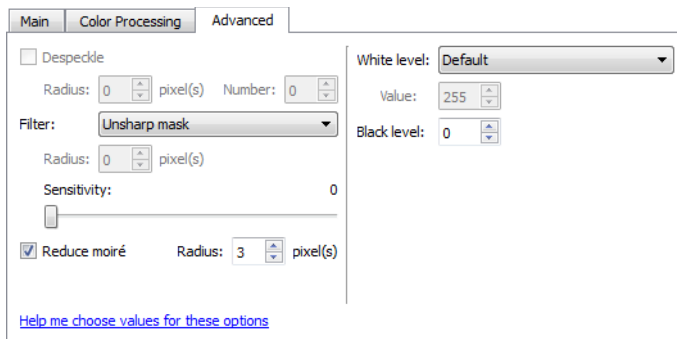 Main Color Processing Advanced
Despeckle
Radius: 0 pixel(s) Number: 0
Filter: Unsharp mask
Radius: 0 pixel(s)
Sensitivity: 0
Reduce moiré Radius: 3 pixel(s)
Help me choose values for these options
White level: Default
Value: 255
Black level: 0